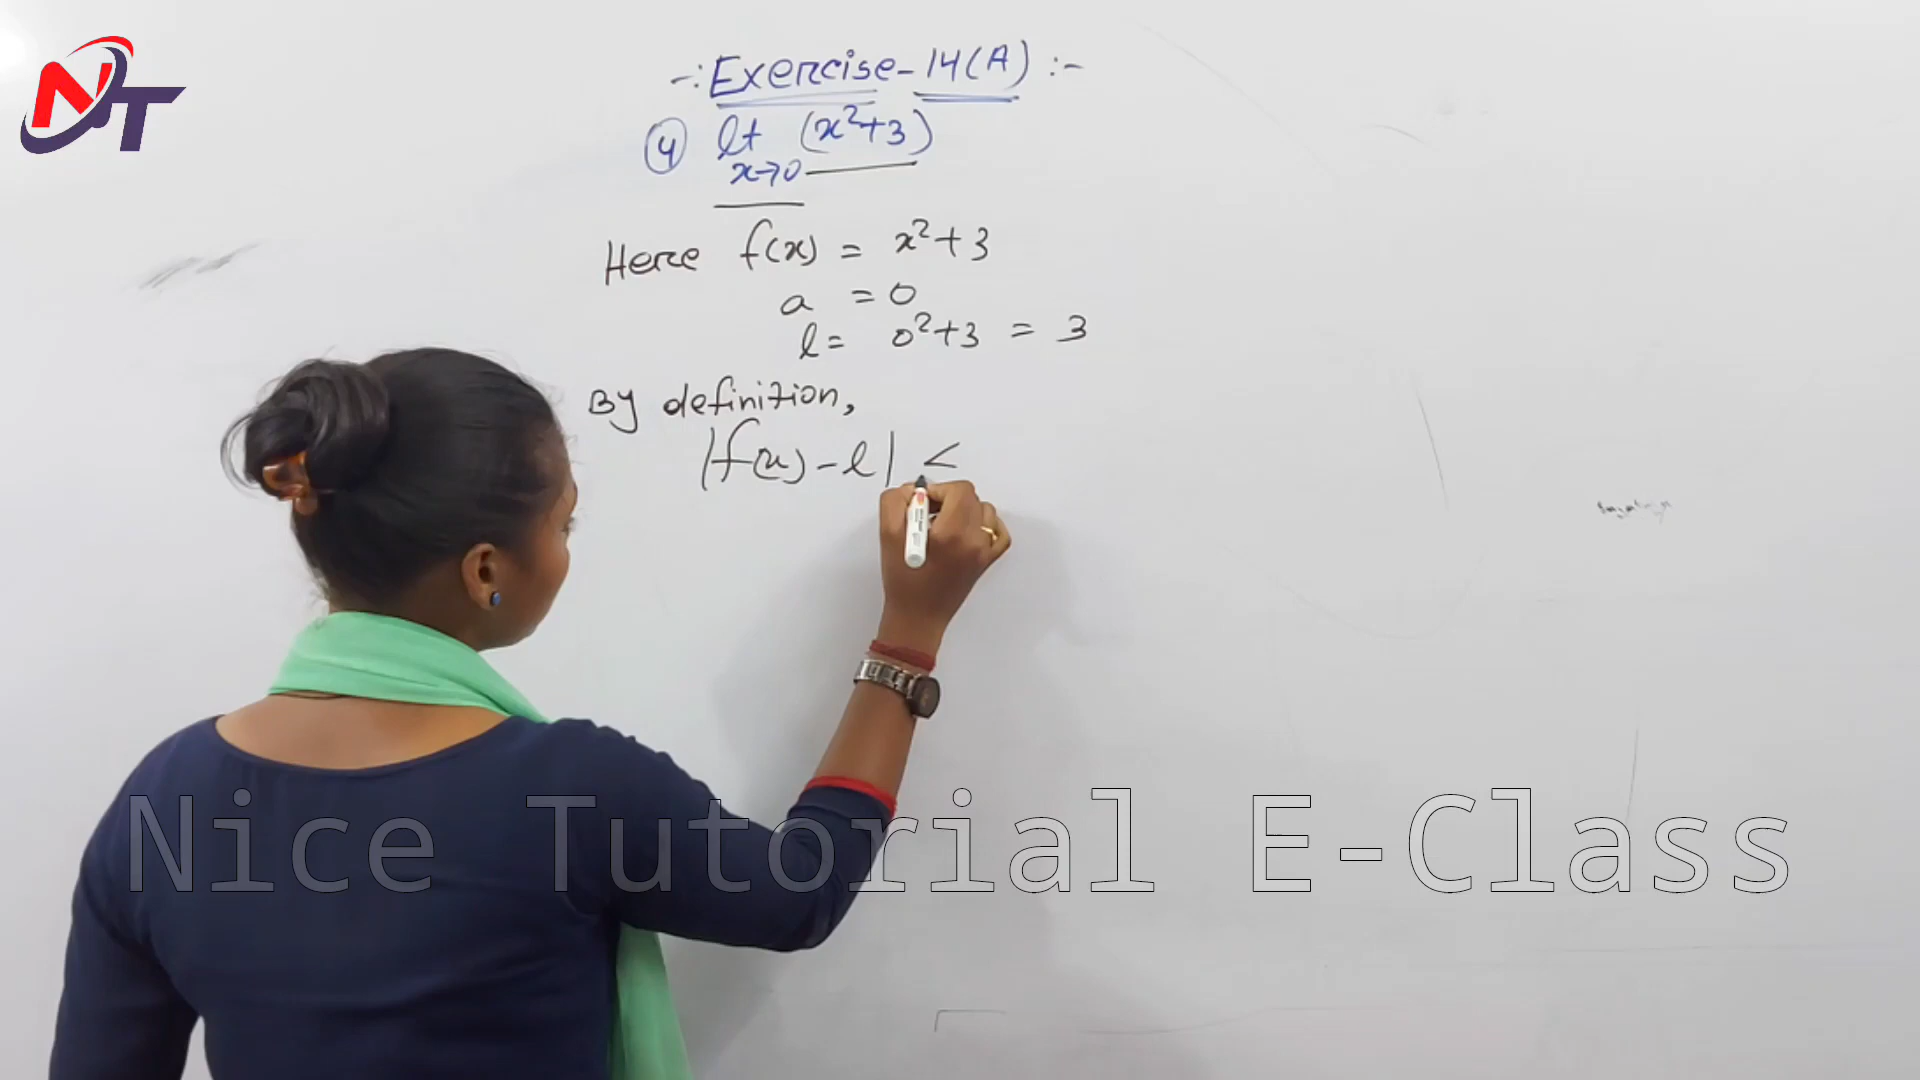 NT
-: Exercise - 14(A) :-
④ lt (x²+3)
x→0
Here f(x) = x²+3
a = 0
l = 0²+3 = 3
By definition,
|f(x) - l| <
Nice Tutorial E-Class